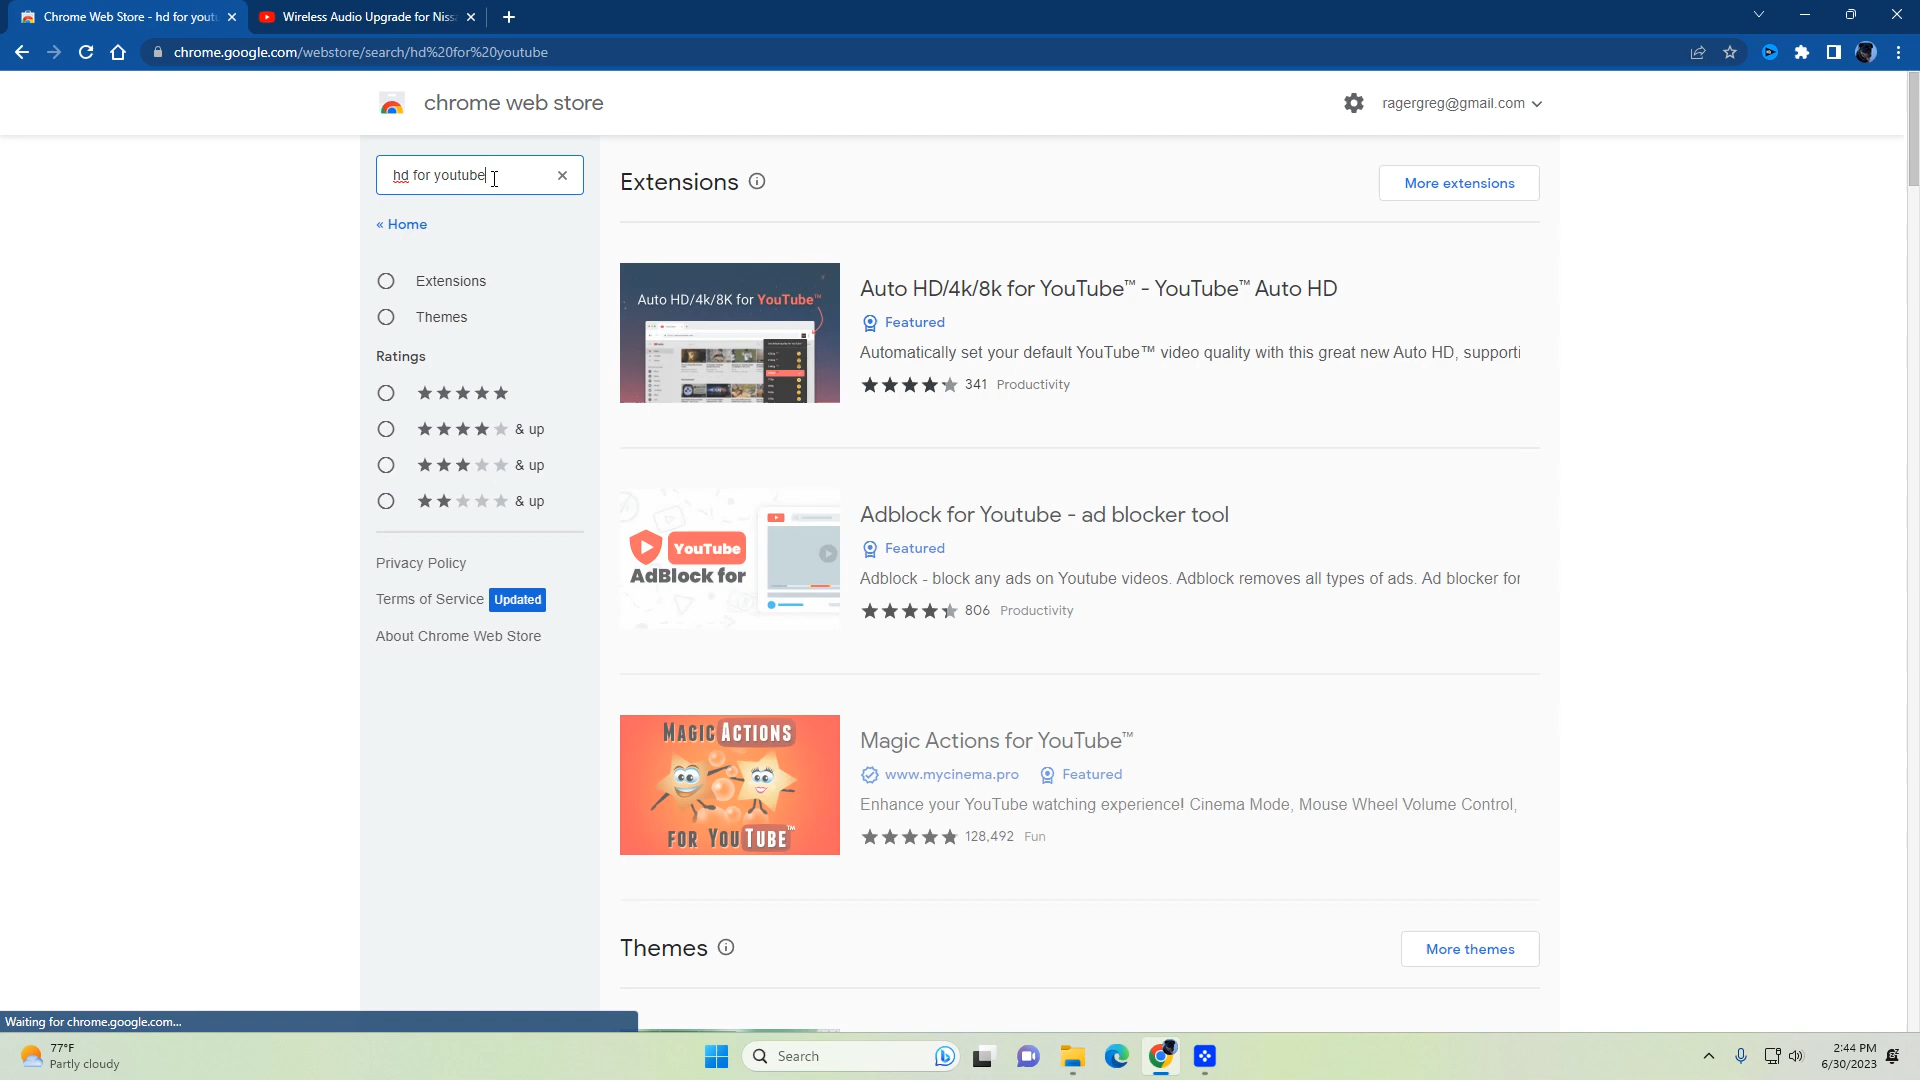 Chrome Web Store - hd for yout
Wireless Audio Upgrade for Niss
chrome.google.com/webstore/search/hd%20for%20youtube
chrome web store
ragergreg@gmail.com
hd for youtube
« Home
Extensions
Themes
Ratings
& up
& up
& up
Privacy Policy
Terms of Service Updated
About Chrome Web Store
Extensions
More extensions
Auto HD/4k/8K for YouTube™
Auto HD/4k/8k for YouTube™ - YouTube™ Auto HD
Featured
Automatically set your default YouTube™ video quality with this great new Auto HD, supporti
341 Productivity
YouTube
AdBlock for
Adblock for Youtube - ad blocker tool
Featured
Adblock - block any ads on Youtube videos. Adblock removes all types of ads. Ad blocker for
806 Productivity
MAGIC ACTIONS
FOR YOUTUBE™
Magic Actions for YouTube™
www.mycinema.pro Featured
Enhance your YouTube watching experience! Cinema Mode, Mouse Wheel Volume Control,
128,492 Fun
Themes
More themes
Waiting for chrome.google.com...
77°F
Partly cloudy
Search
2:44 PM
6/30/2023